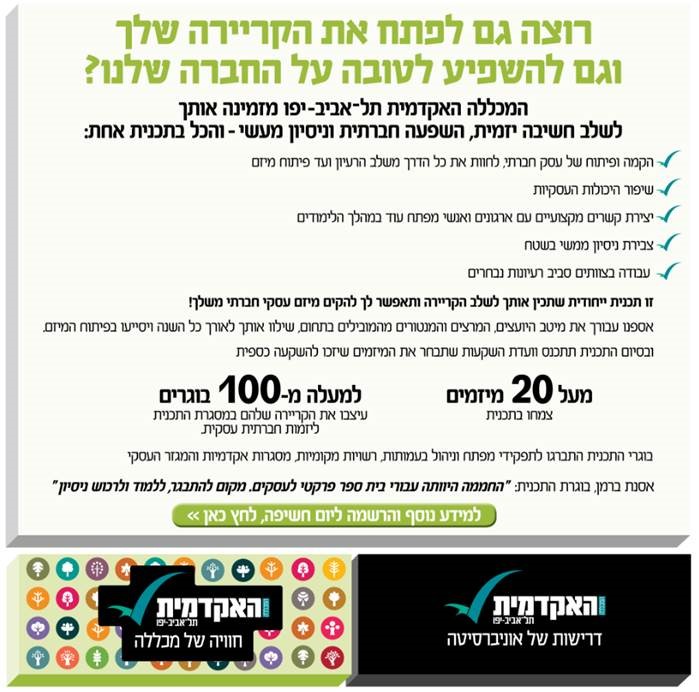 רוצה גם לפתח את הקריירה שלך
וגם להשפיע לטובה על החברה שלנו?
המכללה האקדמית תל־אביב-יפו מזמינה אותך
לשלב חשיבה יזמית, השפעה חברתית וניסיון מעשי - והכל בתכנית אחת:
הקמה ופיתוח של עסק חברתי, לחוות את כל הדרך משלב הרעיון ועד פיתוח מיזם
שיפור היכולות העסקיות
יצירת קשרים מקצועיים עם ארגונים ואנשי מפתח עוד במהלך הלימודים
צבירת ניסיון ממשי בשטח
עבודה בצוותים סביב רעיונות נבחרים
זו תכנית ייחודית שתכין אותך לשלב הקריירה ותאפשר לך להקים מיזם עסקי חברתי משלך!
אספנו עבורך את מיטב היועצים, המרצים והמנטורים מהמובילים בתחום, שילוו אותך לאורך כל השנה ויסייעו בפיתוח המיזם.
ובסיום התכנית תתכנס וועדת השקעות שתבחר את המיזמים שיזכו להשקעה כספית
מעל 20 מיזמים
צמחו בתכנית
למעלה מ-100 בוגרים
עיצבו את הקריירה שלהם במסגרת התכנית
ליזמות חברתית עסקית.
בוגרי התכנית התברגו לתפקידי מפתח וניהול בעמותות, רשויות מקומיות, מסגרות אקדמיות והמגזר העסקי
אסנת ברמן, בוגרת התכנית: "החממה היוותה עבורי בית ספר פרקטי לעסקים. מקום להתבגר, ללמוד ולרכוש ניסיון"
למידע נוסף והרשמה ליום חשיפה, לחץ כאן >>
האקדמית
תל־אביב-יפו
דרישות של אוניברסיטה
האקדמית
תל־אביב-יפו
חוויה של מכללה